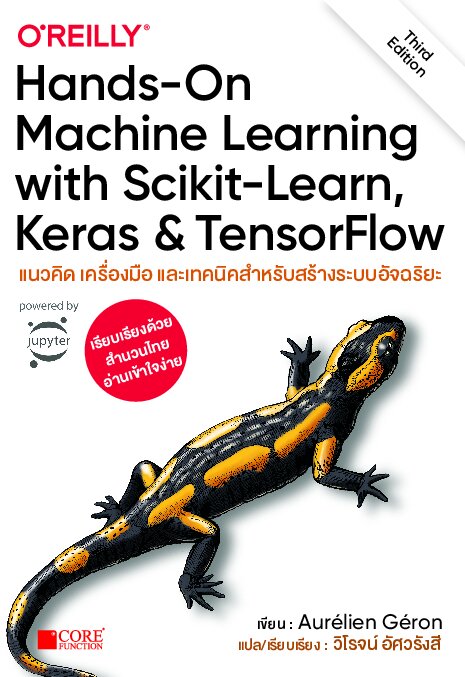 O'REILLY®
Third
Edition
Hands-On
Machine Learning
with Scikit-Learn,
Keras & TensorFlow
แนวคิด เครื่องมือ และเทคนิคสำหรับสร้างระบบอัจฉริยะ
powered by
jupyter
เรียบเรียงด้วย
สำนวนไทย
อ่านเข้าใจง่าย
เขียน : Aurélien Géron
แปล/เรียบเรียง : วิโรจน์ อัศวรังสี
CORE
FUNCTION